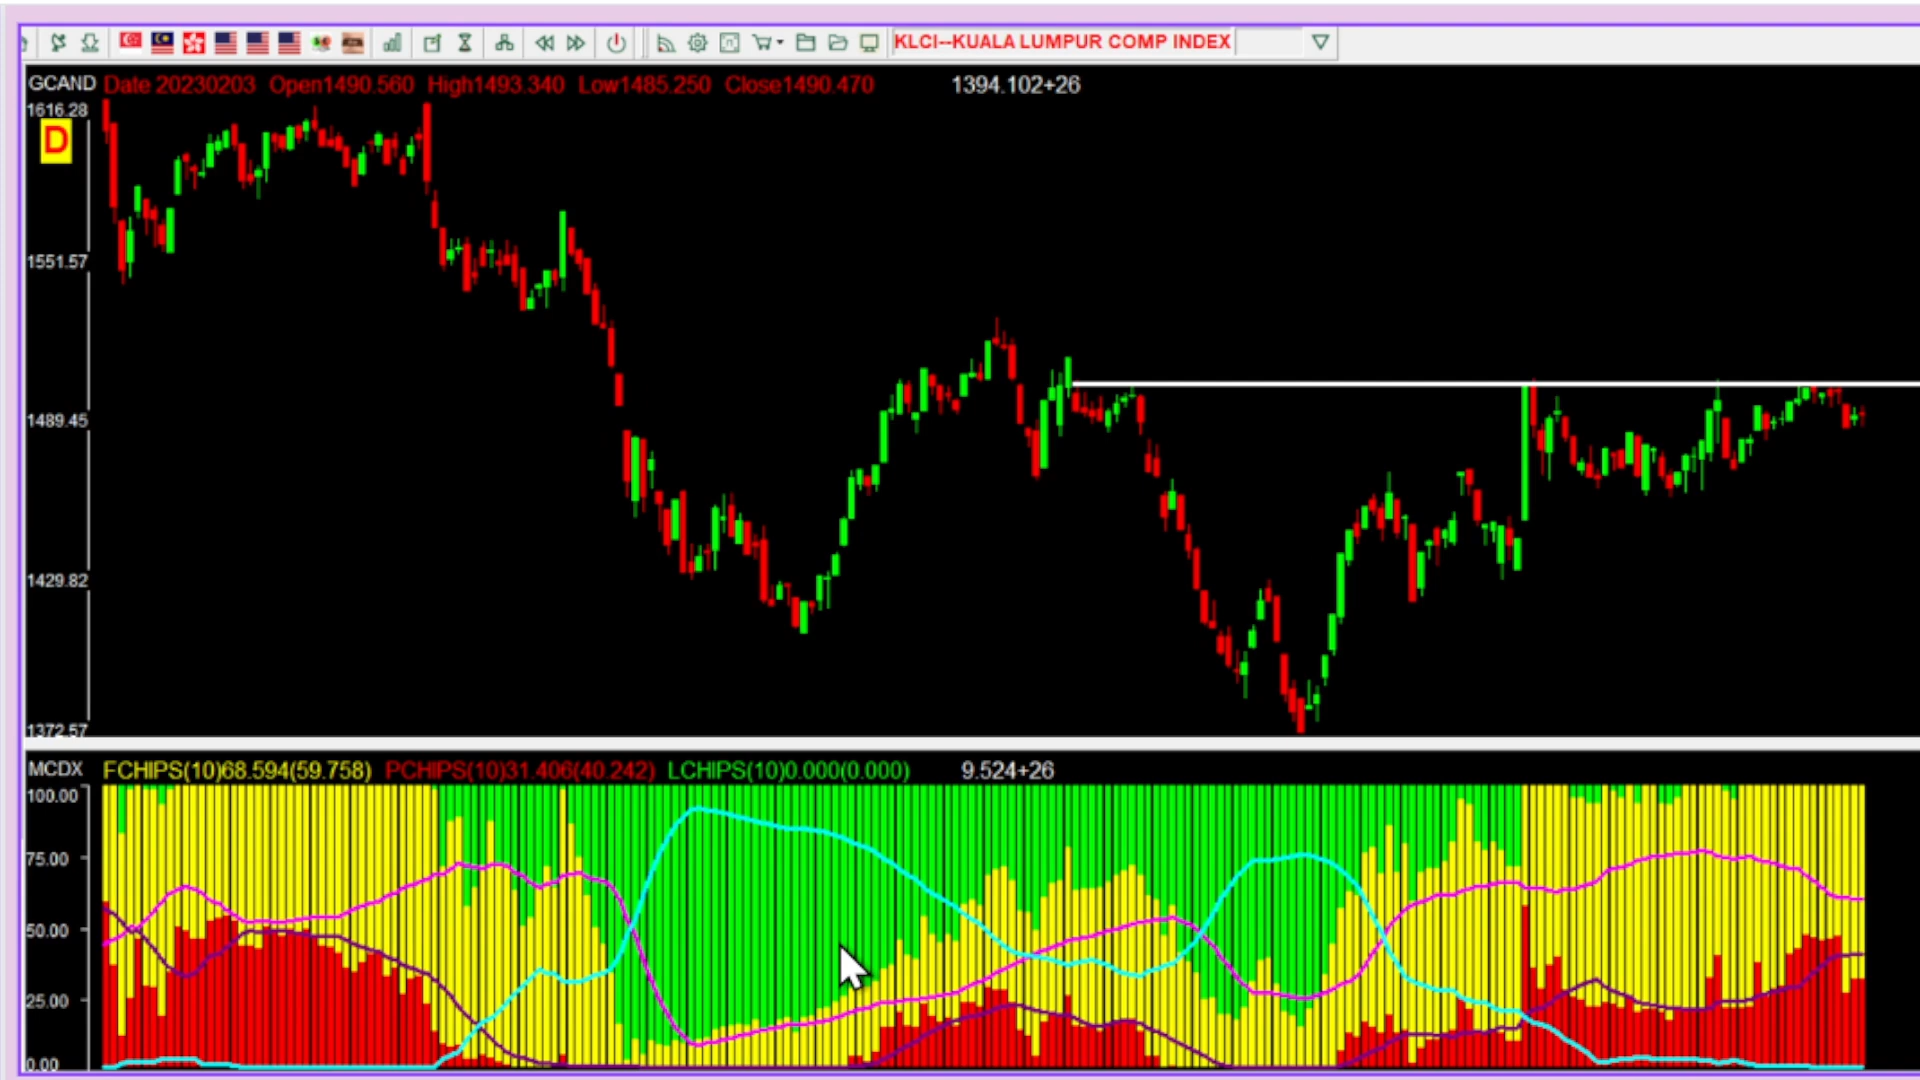 KLCI--KUALA LUMPUR COMP INDEX
GCAND Date 20230203 Open1490.560 High1493.340 Low1485.250 Close1490.470 1394.102+26
1616.28
D
1551.57
1489.45
1429.82
1372.57
MCDX FCHIPS(10)68.594(59.758) PCHIPS(10)31.406(40.242) LCHIPS(10)0.000(0.000) 9.524+26
100.00
75.00
50.00
25.00
0.00